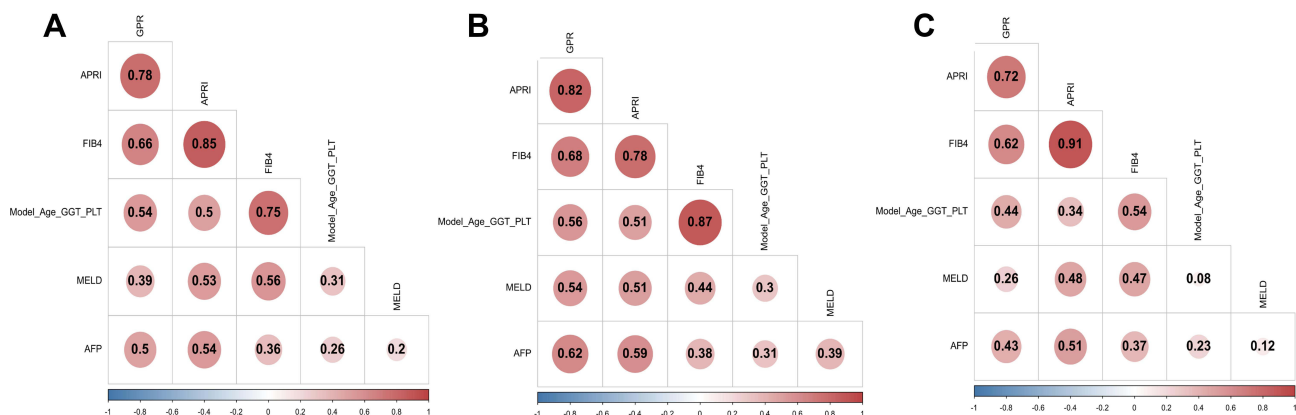 A
GPR
APRI
0.78
APRI
FIB4
0.66
0.85
FIB4
Model_Age_GGT_PLT
Model_Age_GGT_PLT
0.54
0.5
0.75
MELD
0.39
0.53
0.56
0.31
MELD
AFP
0.5
0.54
0.36
0.26
0.2
-1
-0.8
-0.6
-0.4
-0.2
0
0.2
0.4
0.6
0.8
1
B
GPR
APRI
0.82
APRI
FIB4
0.68
0.78
FIB4
Model_Age_GGT_PLT
Model_Age_GGT_PLT
0.56
0.51
0.87
MELD
0.54
0.51
0.44
0.3
MELD
AFP
0.62
0.59
0.38
0.31
0.39
-1
-0.8
-0.6
-0.4
-0.2
0
0.2
0.4
0.6
0.8
1
C
GPR
APRI
0.72
APRI
FIB4
0.62
0.91
FIB4
Model_Age_GGT_PLT
Model_Age_GGT_PLT
0.44
0.34
0.54
MELD
0.26
0.48
0.47
0.08
MELD
AFP
0.43
0.51
0.37
0.23
0.12
-1
-0.8
-0.6
-0.4
-0.2
0
0.2
0.4
0.6
0.8
1